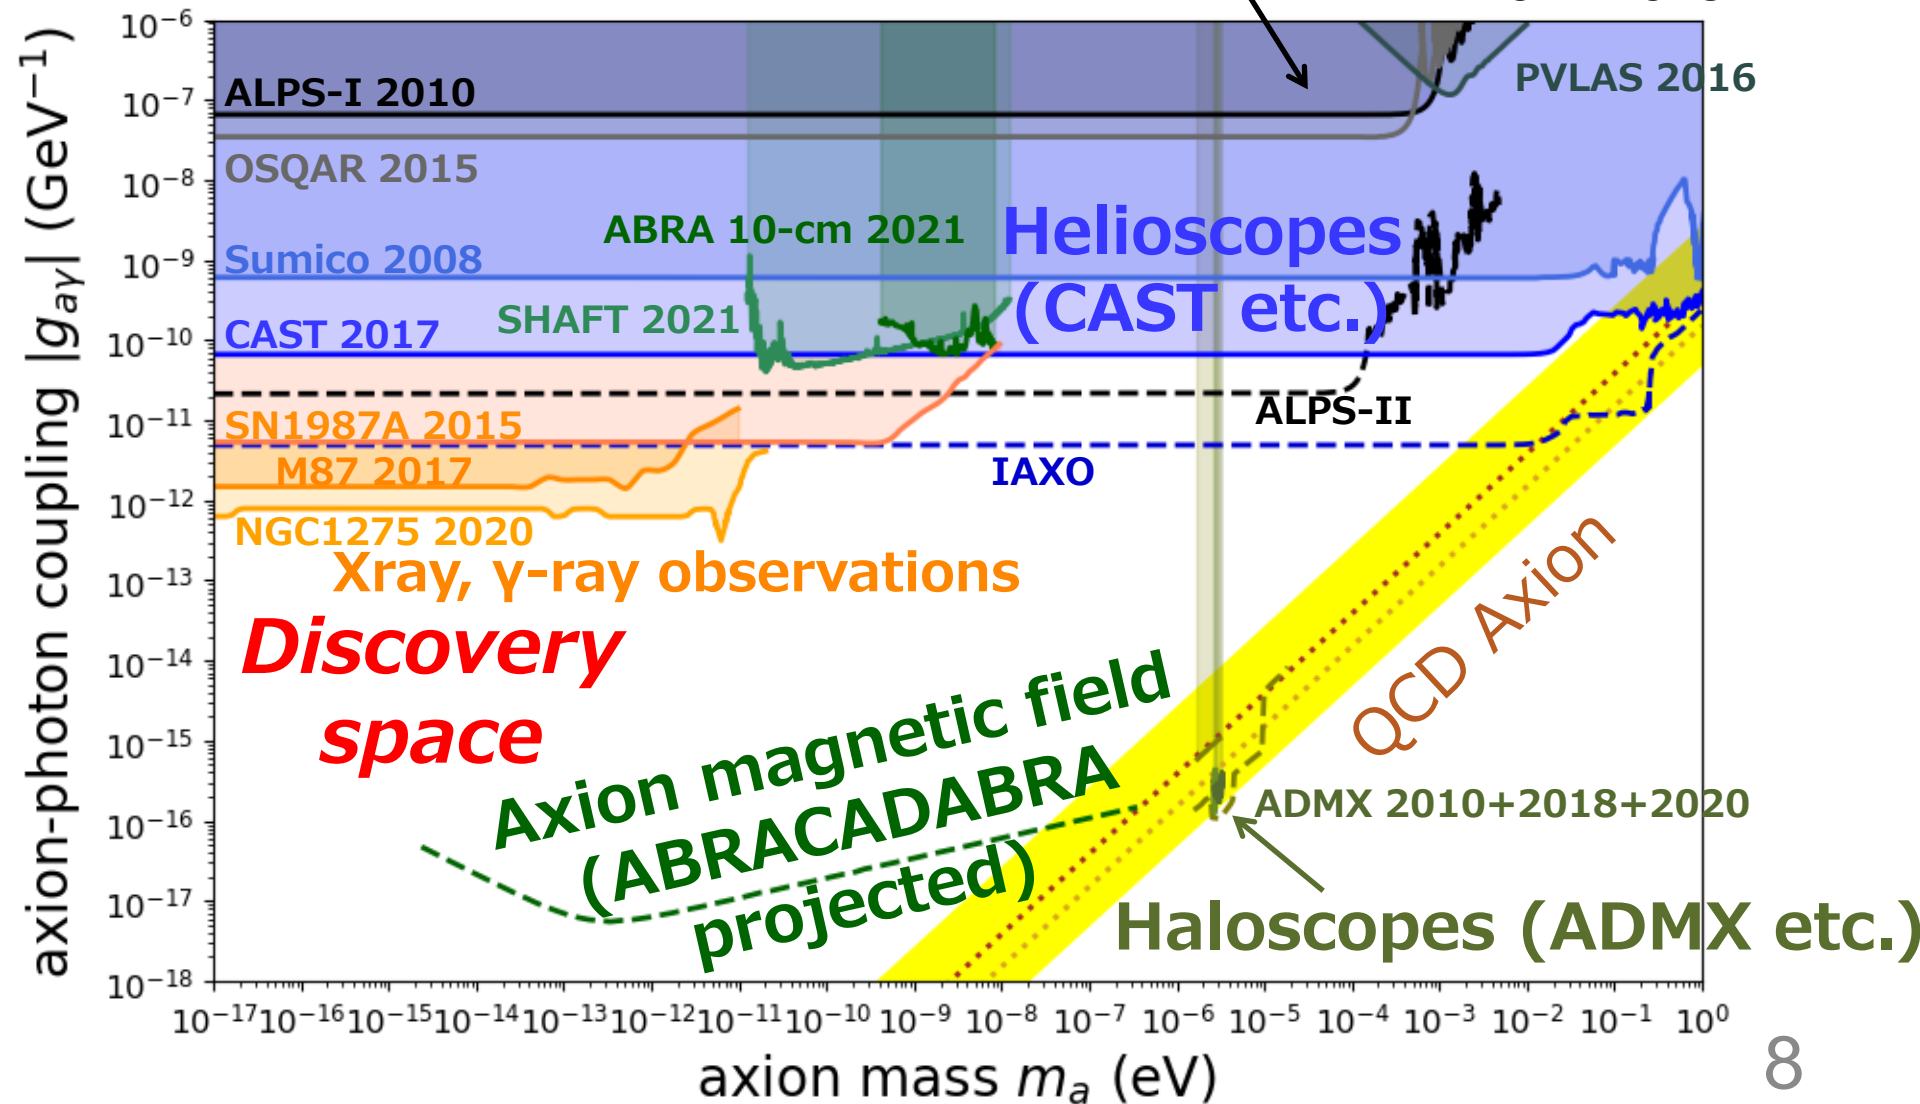 10⁻⁶
10⁻⁷
10⁻⁸
10⁻⁹
10⁻¹⁰
10⁻¹¹
10⁻¹²
10⁻¹³
10⁻¹⁴
10⁻¹⁵
10⁻¹⁶
10⁻¹⁷
10⁻¹⁸
axion-photon coupling |gaγ| (GeV⁻¹)
ALPS-I 2010
PVLAS 2016
OSQAR 2015
ABRA 10-cm 2021
Helioscopes
(CAST etc.)
Sumico 2008
SHAFT 2021
CAST 2017
ALPS-II
SN1987A 2015
M87 2017
IAXO
NGC1275 2020
Xray, γ-ray observations
Discovery
space
QCD Axion
Axion magnetic field
(ABRACADABRA
projected)
ADMX 2010+2018+2020
Haloscopes (ADMX etc.)
10⁻¹⁷ 10⁻¹⁶ 10⁻¹⁵ 10⁻¹⁴ 10⁻¹³ 10⁻¹² 10⁻¹¹ 10⁻¹⁰ 10⁻⁹ 10⁻⁸ 10⁻⁷ 10⁻⁶ 10⁻⁵ 10⁻⁴ 10⁻³ 10⁻² 10⁻¹ 10⁰
axion mass ma (eV)
8